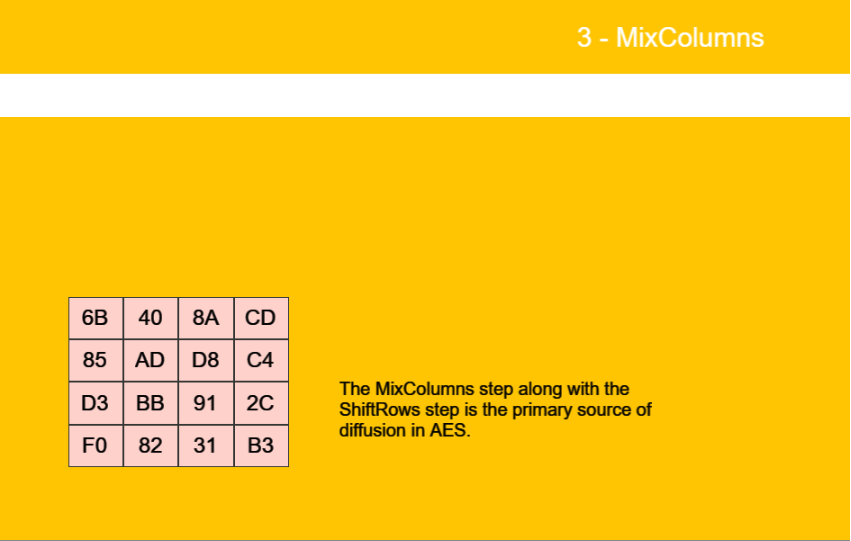 3 - MixColumns
6B 40 8A CD
85 AD D8 C4
D3 BB 91 2C
F0 82 31 B3
The MixColumns step along with the
ShiftRows step is the primary source of
diffusion in AES.